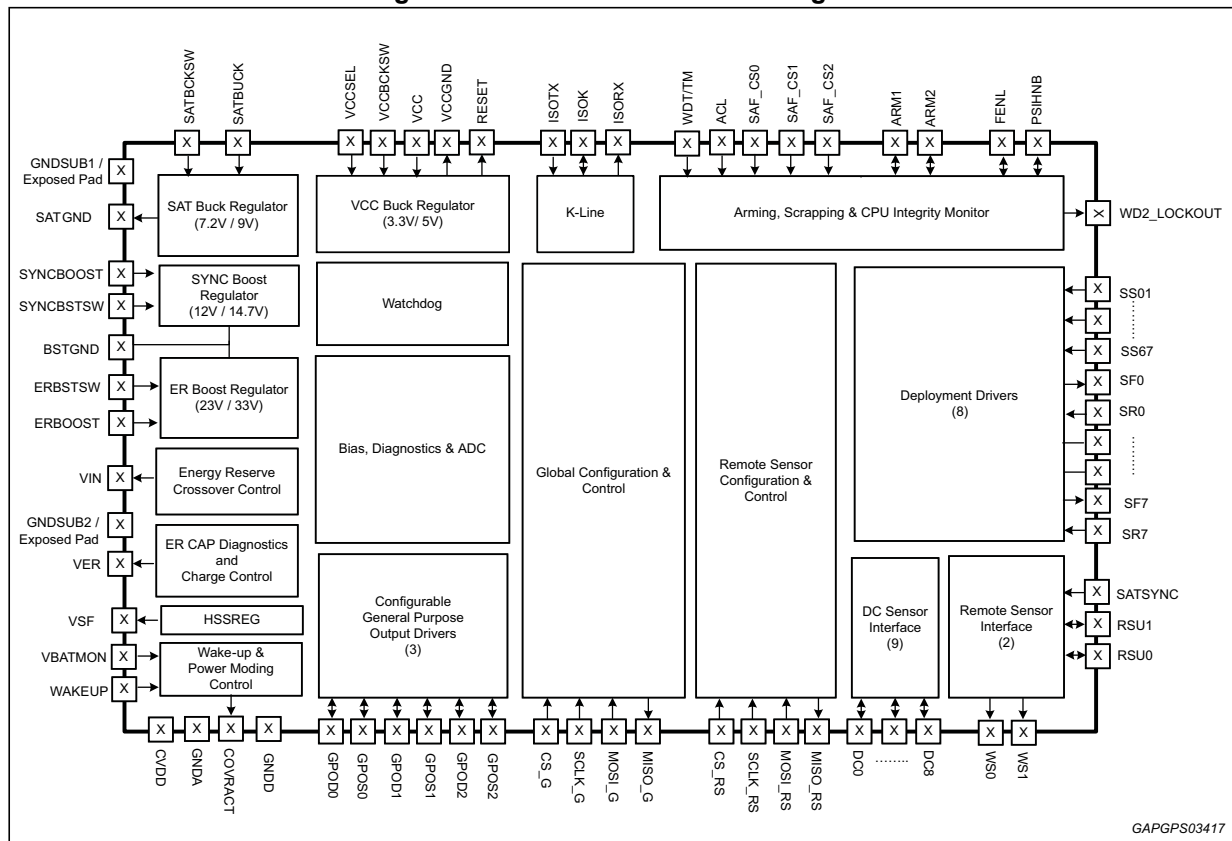 SATBCKSW
SATBUCK
VCCSEL
VCCBCKSW
VCC
VCCGND
RESET
ISOTX
ISOK
ISORX
WDT/TM
ACL
SAF_CS0
SAF_CS1
SAF_CS2
ARM1
ARM2
FENL
PSIHNB
X X X X X X X X X X X X X X X X X X X
GNDSUB1 /
Exposed Pad
X
SATGND
X
SAT Buck Regulator
(7.2V / 9V)
VCC Buck Regulator
(3.3V/ 5V)
K-Line
Arming, Scrapping & CPU Integrity Monitor
X
WD2_LOCKOUT
SYNCBOOST
X
SYNCBSTSW
X
SYNC Boost
Regulator
(12V / 14.7V)
Watchdog
BSTGND
X
ERBSTSW
X
ERBOOST
X
ER Boost Regulator
(23V / 33V)
Bias, Diagnostics & ADC
Global Configuration &
Control
Remote Sensor
Configuration &
Control
Deployment Drivers
(8)
X
SS01
X
........
X
SS67
X
SF0
X
SR0
X
........
X
X
SF7
X
SR7
VIN
X
Energy Reserve
Crossover Control
GNDSUB2 /
Exposed Pad
X
VER
X
ER CAP Diagnostics
and
Charge Control
VSF
X
HSSREG
VBATMON
X
WAKEUP
X
Wake-up &
Power Moding
Control
Configurable
General Purpose
Output Drivers
(3)
DC Sensor
Interface
(9)
Remote Sensor
Interface
(2)
X
SATSYNC
X
RSU1
X
RSU0
X X X X X X X X X X X X X X X X X X X X X X X
CVDD
GNDA
COVRACT
GNDD
GPOD0
GPOS0
GPOD1
GPOS1
GPOD2
GPOS2
CS_G
SCLK_G
MOSI_G
MISO_G
CS_RS
SCLK_RS
MOSI_RS
MISO_RS
DC0
........
DC8
WS0
WS1
GAPGPS03417